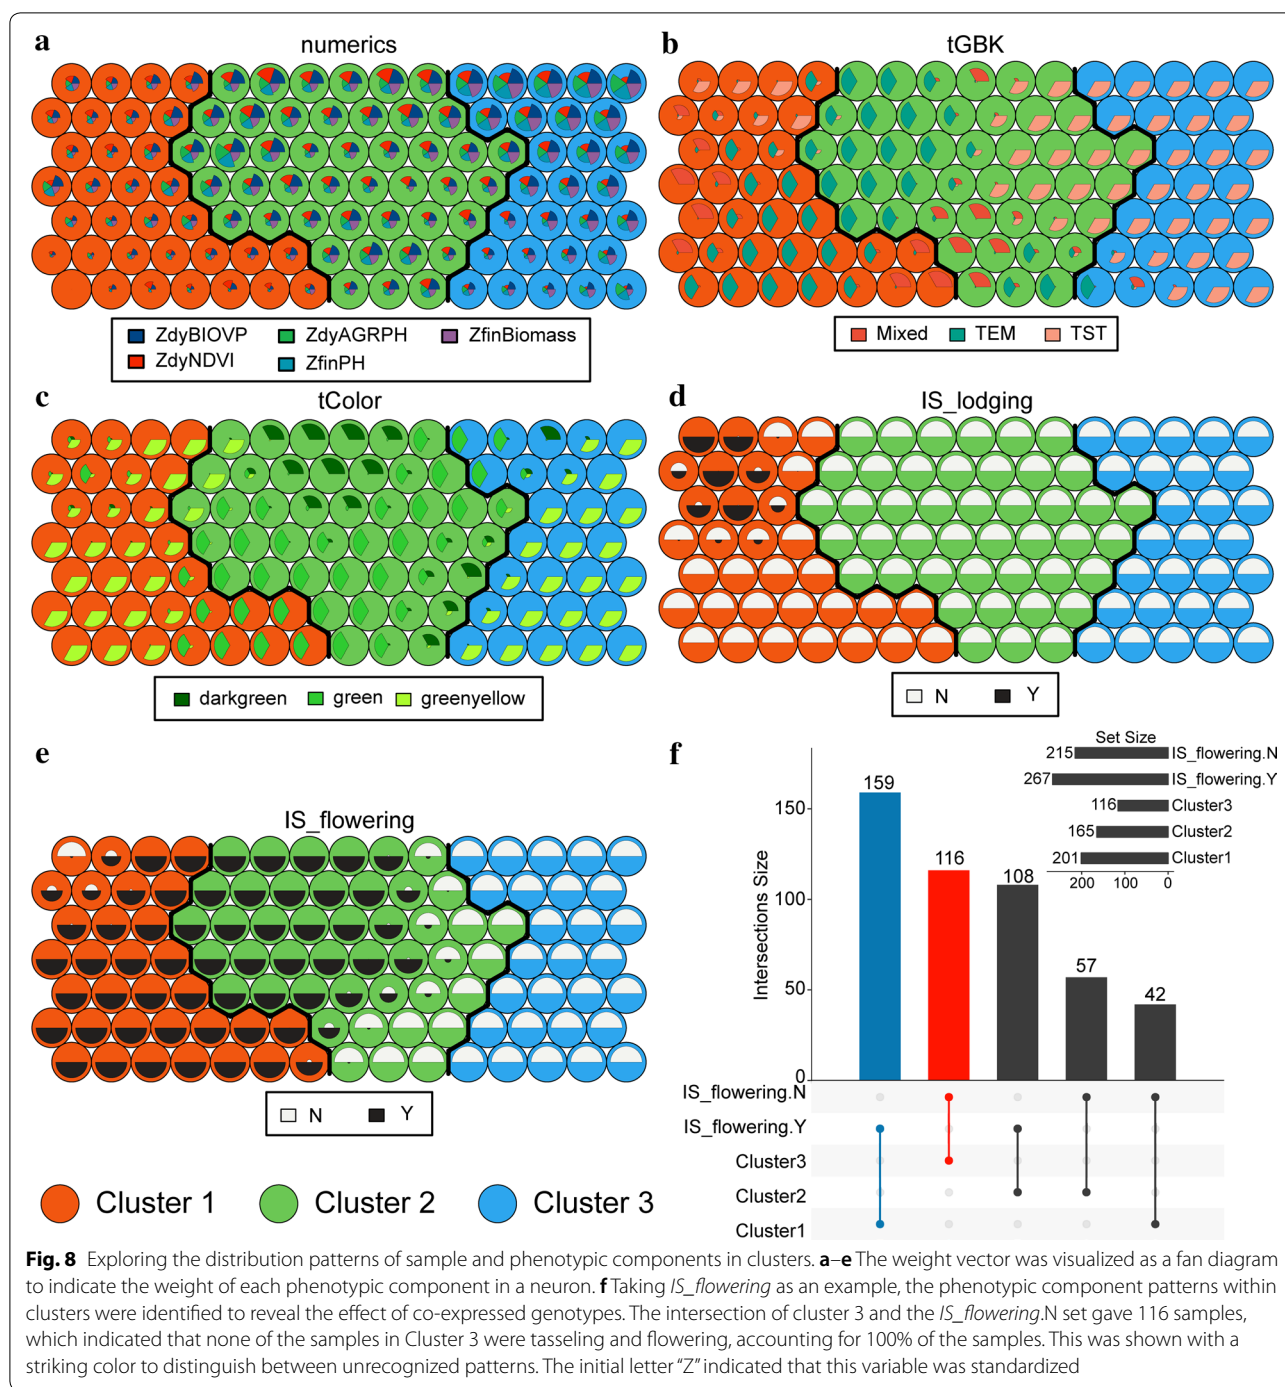 a
numerics
ZdyBIOVP ZdyAGRPH ZfinBiomass
ZdyNDVI ZfinPH
b
tGBK
Mixed TEM TST
c
tColor
darkgreen green greenyellow
d
IS_lodging
N Y
e
IS_flowering
N Y
f
Set Size
215 IS_flowering.N
267 IS_flowering.Y
116 Cluster3
165 Cluster2
201 Cluster1
200 100 0
Intersections Size
150
100
50
0
159
116
108
57
42
IS_flowering.N
IS_flowering.Y
Cluster3
Cluster2
Cluster1
Cluster 1 Cluster 2 Cluster 3
Fig. 8 Exploring the distribution patterns of sample and phenotypic components in clusters. a–e The weight vector was visualized as a fan diagram
to indicate the weight of each phenotypic component in a neuron. f Taking IS_flowering as an example, the phenotypic component patterns within
clusters were identified to reveal the effect of co-expressed genotypes. The intersection of cluster 3 and the IS_flowering.N set gave 116 samples,
which indicated that none of the samples in Cluster 3 were tasseling and flowering, accounting for 100% of the samples. This was shown with a
striking color to distinguish between unrecognized patterns. The initial letter “Z” indicated that this variable was standardized